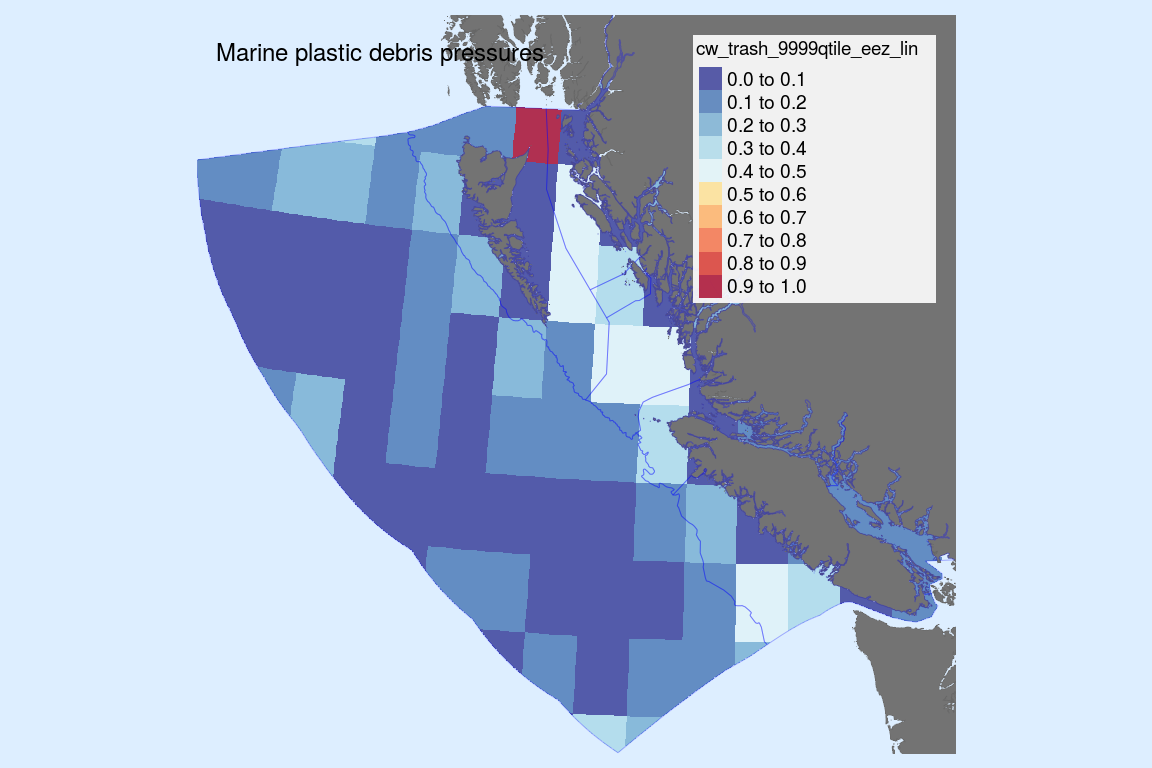 Marine plastic debris pressures
cw_trash_9999qtile_eez_lin
0.0 to 0.1
0.1 to 0.2
0.2 to 0.3
0.3 to 0.4
0.4 to 0.5
0.5 to 0.6
0.6 to 0.7
0.7 to 0.8
0.8 to 0.9
0.9 to 1.0